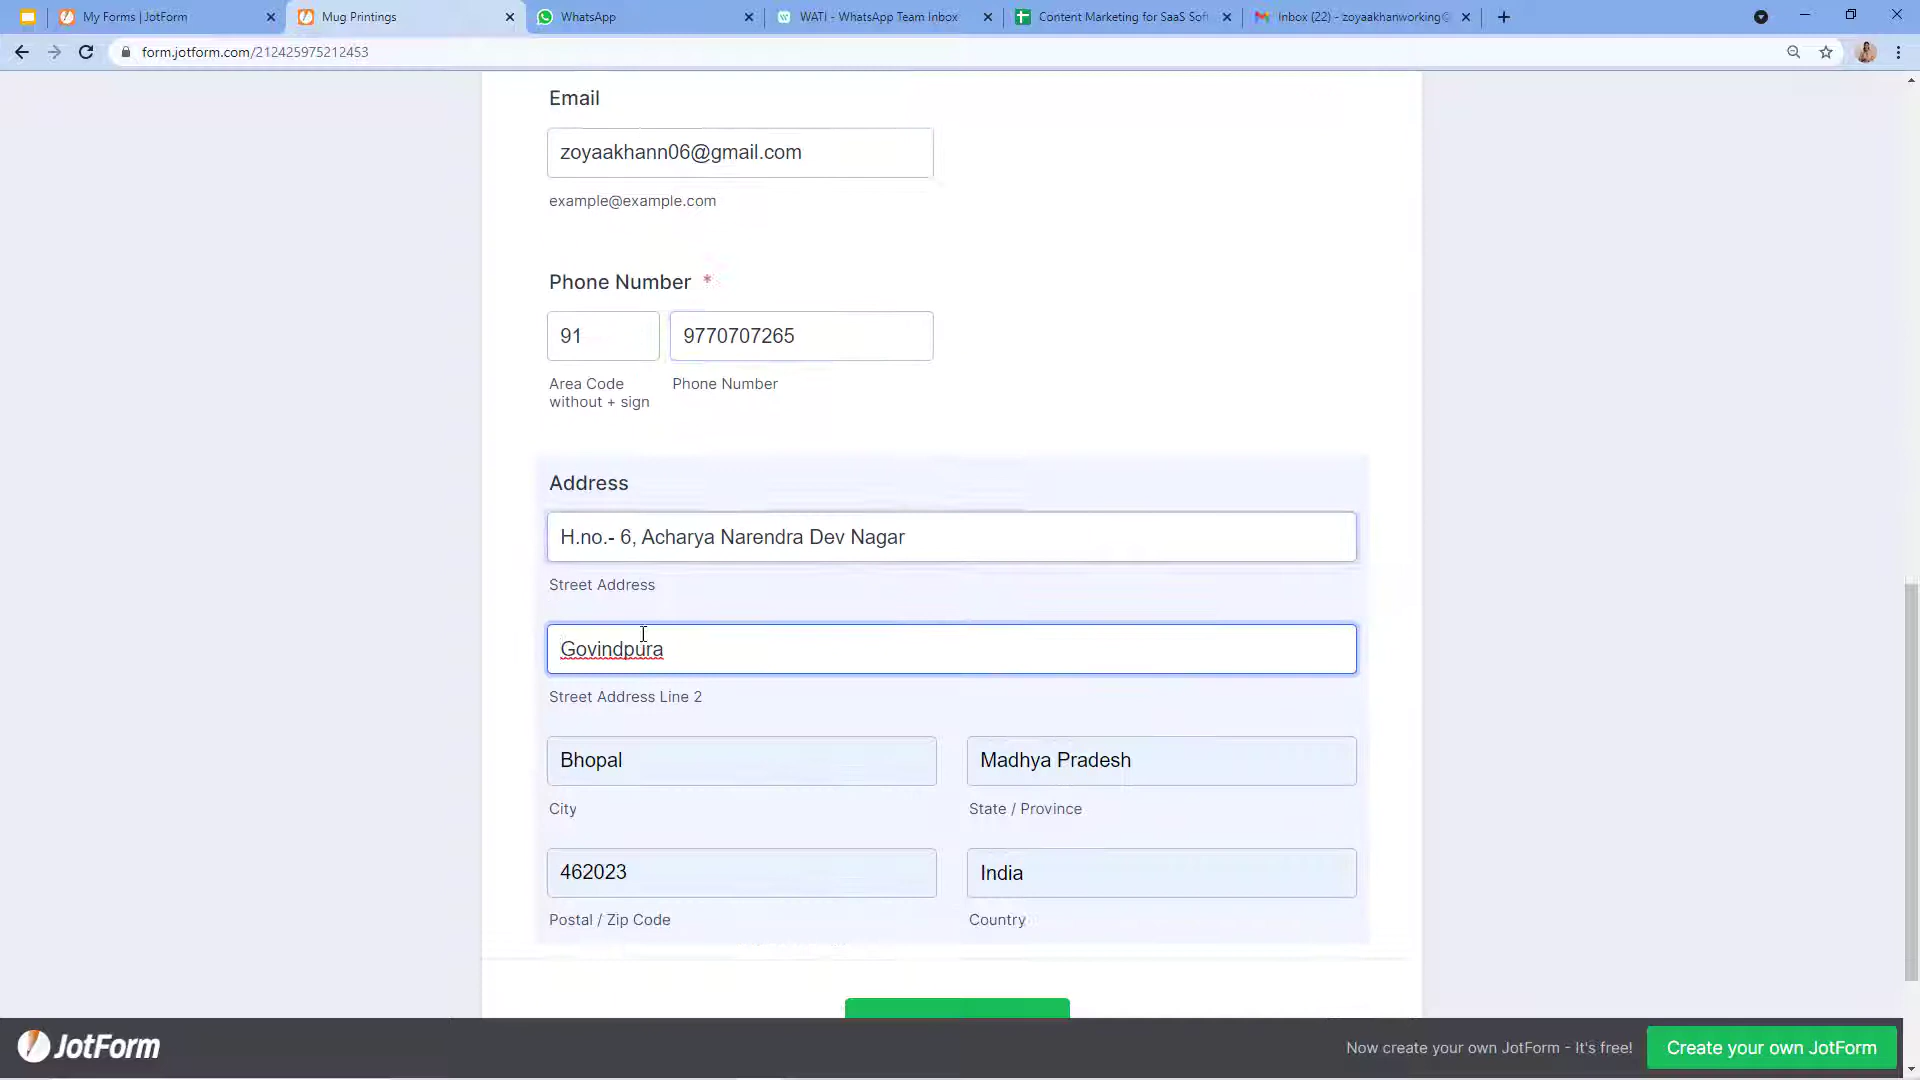 My Forms | JotForm
Mug Printings
WhatsApp
WATI - WhatsApp Team Inbox
Content Marketing for SaaS Sof
Inbox (22) - zoyaakhanworking@
form.jotform.com/212425975212453
Email
zoyaakhann06@gmail.com
example@example.com
Phone Number *
91
9770707265
Area Code
without + sign
Phone Number
Address
H.no.- 6, Acharya Narendra Dev Nagar
Street Address
Govindpura
Street Address Line 2
Bhopal
Madhya Pradesh
City
State / Province
462023
India
Postal / Zip Code
Country
JotForm
Now create your own JotForm - It's free!
Create your own JotForm